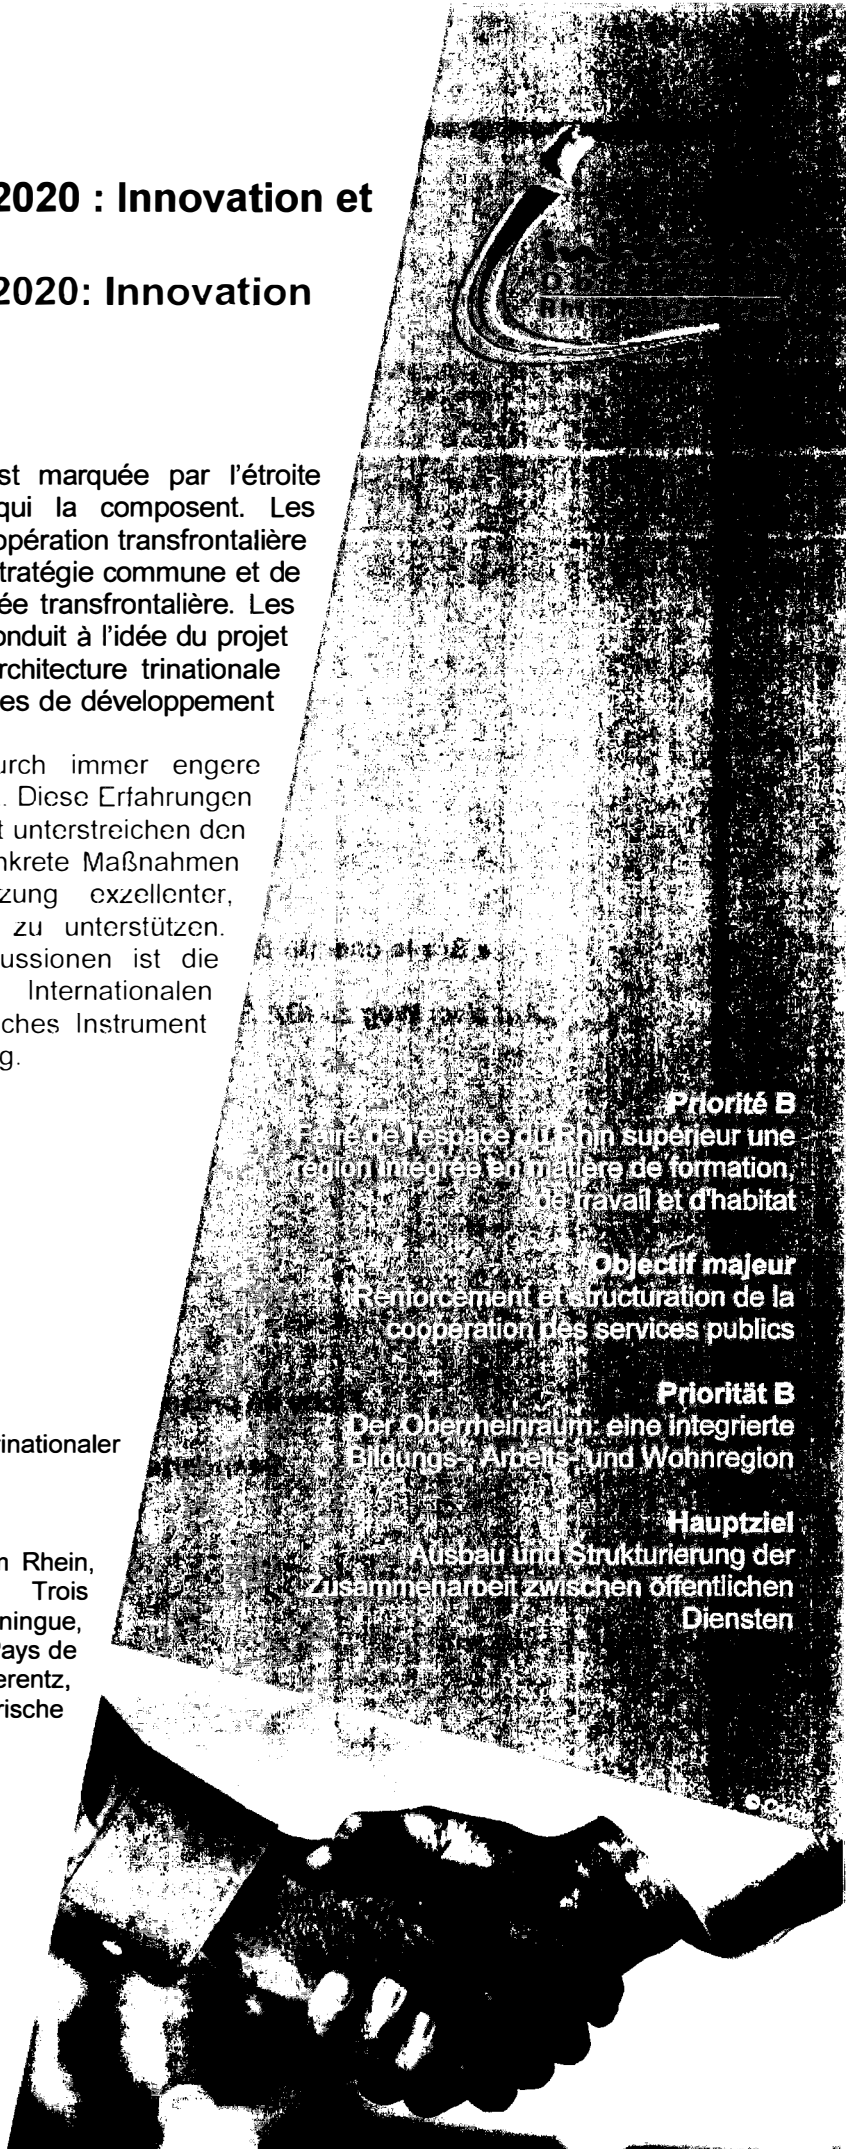 2020 : Innovation et
2020: Innovation
st marquée par l'étroite
qui la composent. Les
opération transfrontalière
tratégie commune et de
ée transfrontalière. Les
onduit à l'idée du projet
rchitecture trinationale
es de développement
urch immer engere
. Diese Erfahrungen
t unterstreichen den
nkrete Maßnahmen
zung exzellenter,
zu unterstützen.
ussionen ist die
Internationalen
ches Instrument
g.
rinationaler
n Rhein,
Trois
ningue,
Pays de
erentz,
rische
Priorité B
Faire de l'espace du Rhin supérieur une
région intégrée en matière de formation,
de travail et d'habitat
Objectif majeur
Renforcement et structuration de la
coopération des services publics
Priorität B
Der Oberrheinraum: eine integrierte
Bildungs-, Arbeits- und Wohnregion
Hauptziel
Ausbau und Strukturierung der
Zusammenarbeit zwischen öffentlichen
Diensten